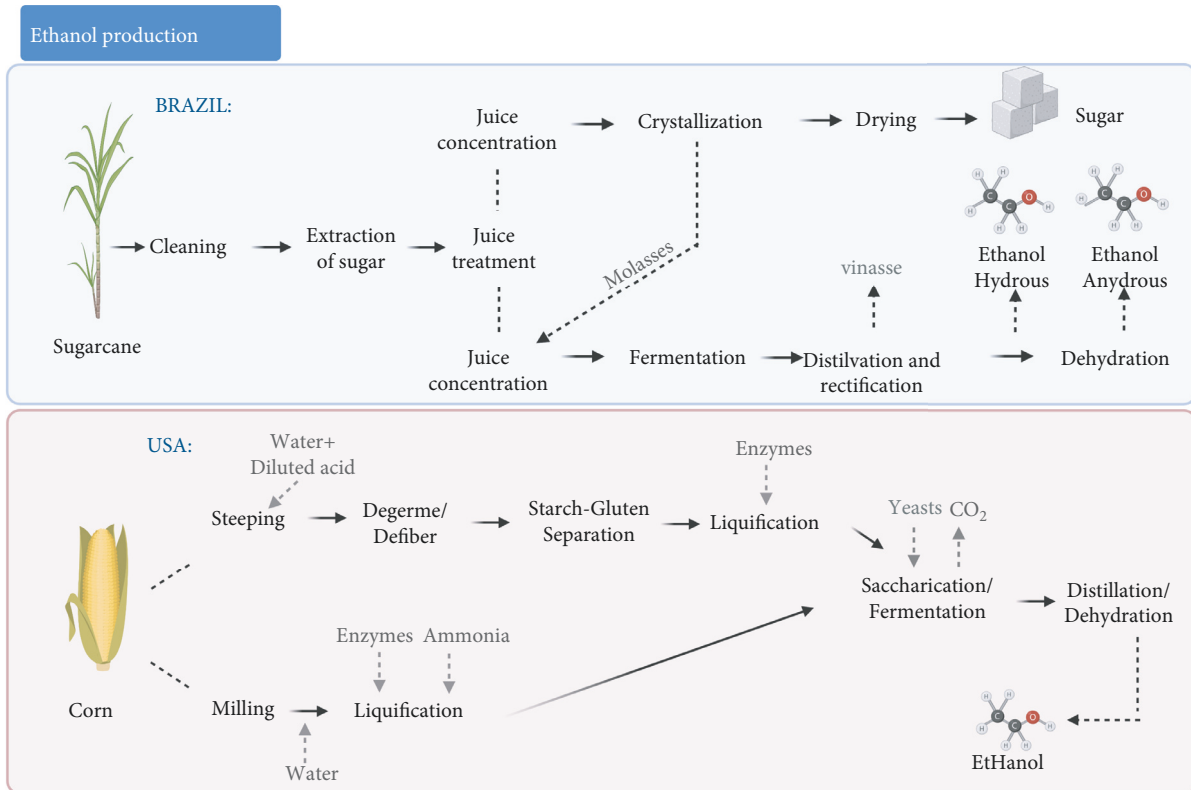 Ethanol production
BRAZIL:
Juice
concentration
Crystallization
Drying
Sugar
Sugarcane
Cleaning
Extraction
of sugar
Juice
treatment
Molasses
vinasse
Ethanol
Hydrous
Ethanol
Anydrous
Juice
concentration
Fermentation
Distilvation and
rectification
Dehydration
H
H
H
C
C
O
H
H
H
H
H
H
C
C
O
H
H
H
USA:
Water+
Diluted acid
Steeping
Degerme/
Defiber
Starch-Gluten
Separation
Enzymes
Liquification
Yeasts
CO₂
Saccharication/
Fermentation
Distillation/
Dehydration
Corn
Milling
Water
Enzymes
Ammonia
Liquification
H
H
H
C
C
O
H
H
H
EtHanol